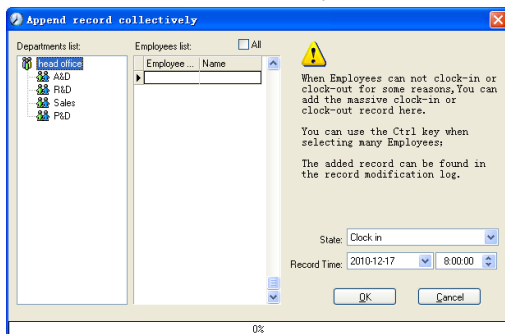 Append record collectively
Departments list:
head office
A&D
R&D
Sales
P&D
Employees list:
All
Employee ... Name
When Employees can not clock-in or
clock-out for some reasons,You can
add the massive clock-in or
clock-out record here.
You can use the Ctrl key when
selecting many Employees;
The added record can be found in
the record modification log.
State: Clock in
Record Time: 2010-12-17 8:00:00
OK Cancel
0%